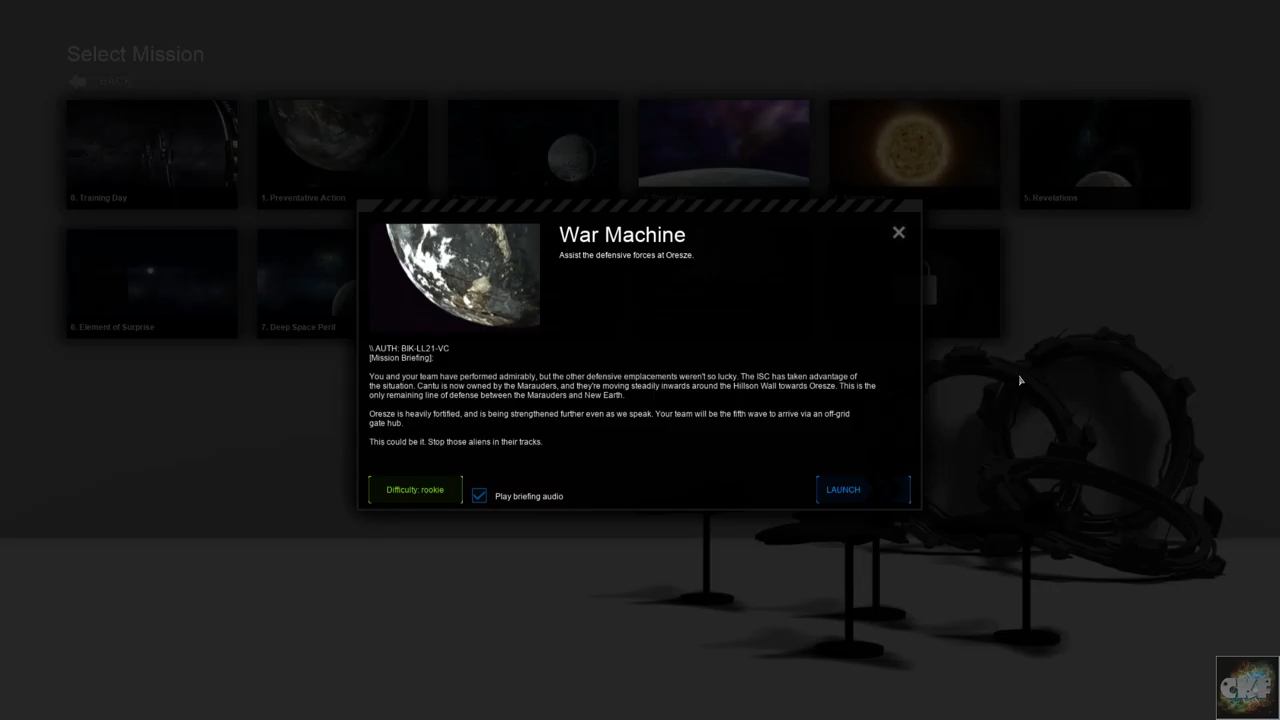 Select Mission
BACK
0. Training Day
1. Preventative Action
5. Revelations
6. Element of Surprise
7. Deep Space Peril
War Machine
Assist the defensive forces at Oresze.
\\ AUTH: BIK-LL21-VC
[Mission Briefing]:
You and your team have performed admirably, but the other defensive emplacements weren't so lucky. The ISC has taken advantage of
the situation. Cantu is now owned by the Marauders, and they're moving steadily inwards around the Hillson Wall towards Oresze. This is the
only remaining line of defense between the Marauders and New Earth.
Oresze is heavily fortified, and is being strengthened further even as we speak. Your team will be the fifth wave to arrive via an off-grid
gate hub.
This could be it. Stop those aliens in their tracks.
Difficulty: rookie
Play briefing audio
LAUNCH